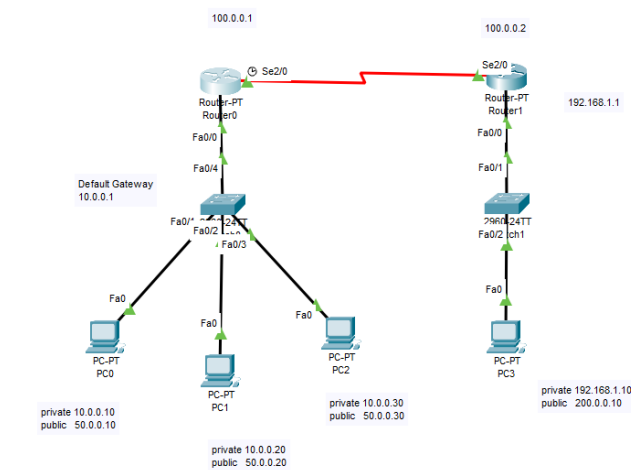 100.0.0.1
100.0.0.2
Se2/0
Se2/0
Router-PT
Router0
Router-PT
Router1
192.168.1.1
Fa0/0
Fa0/0
Fa0/4
Fa0/1
Default Gateway
10.0.0.1
Fa0/2
Fa0/3
Fa0/2
Fa0
Fa0
Fa0
Fa0
PC-PT
PC0
PC-PT
PC1
PC-PT
PC2
PC-PT
PC3
private 192.168.1.10
public 200.0.0.10
private 10.0.0.10
public 50.0.0.10
private 10.0.0.30
public 50.0.0.30
private 10.0.0.20
public 50.0.0.20